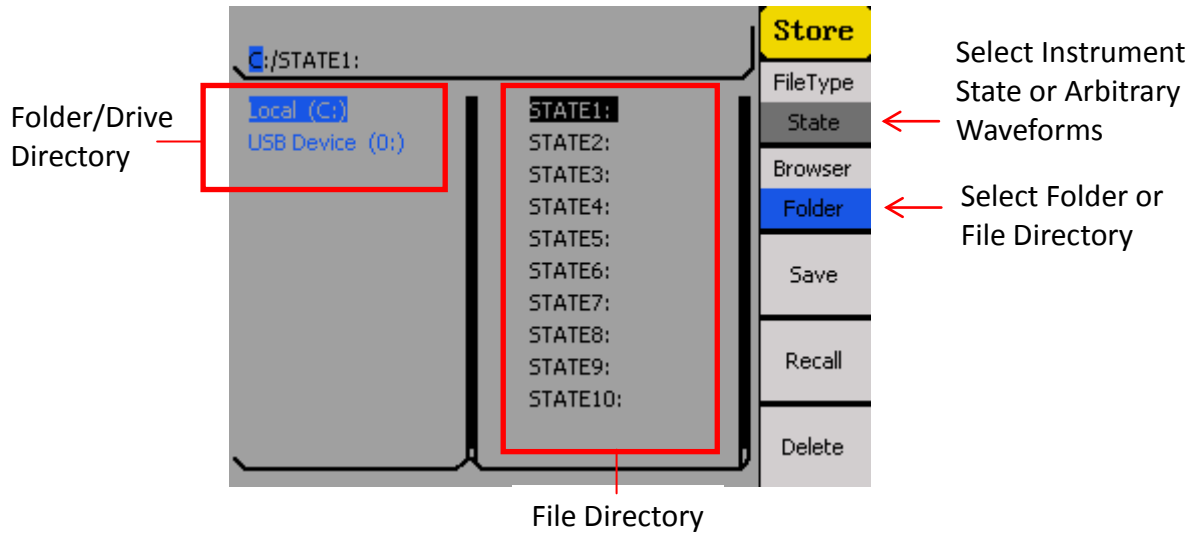 C:/STATE1:
Store
Folder/Drive
Directory
Local (C:)
USB Device (0:)
STATE1:
STATE2:
STATE3:
STATE4:
STATE5:
STATE6:
STATE7:
STATE8:
STATE9:
STATE10:
File Directory
FileType
State
Browser
Folder
Save
Recall
Delete
Select Instrument
State or Arbitrary
Waveforms
Select Folder or
File Directory